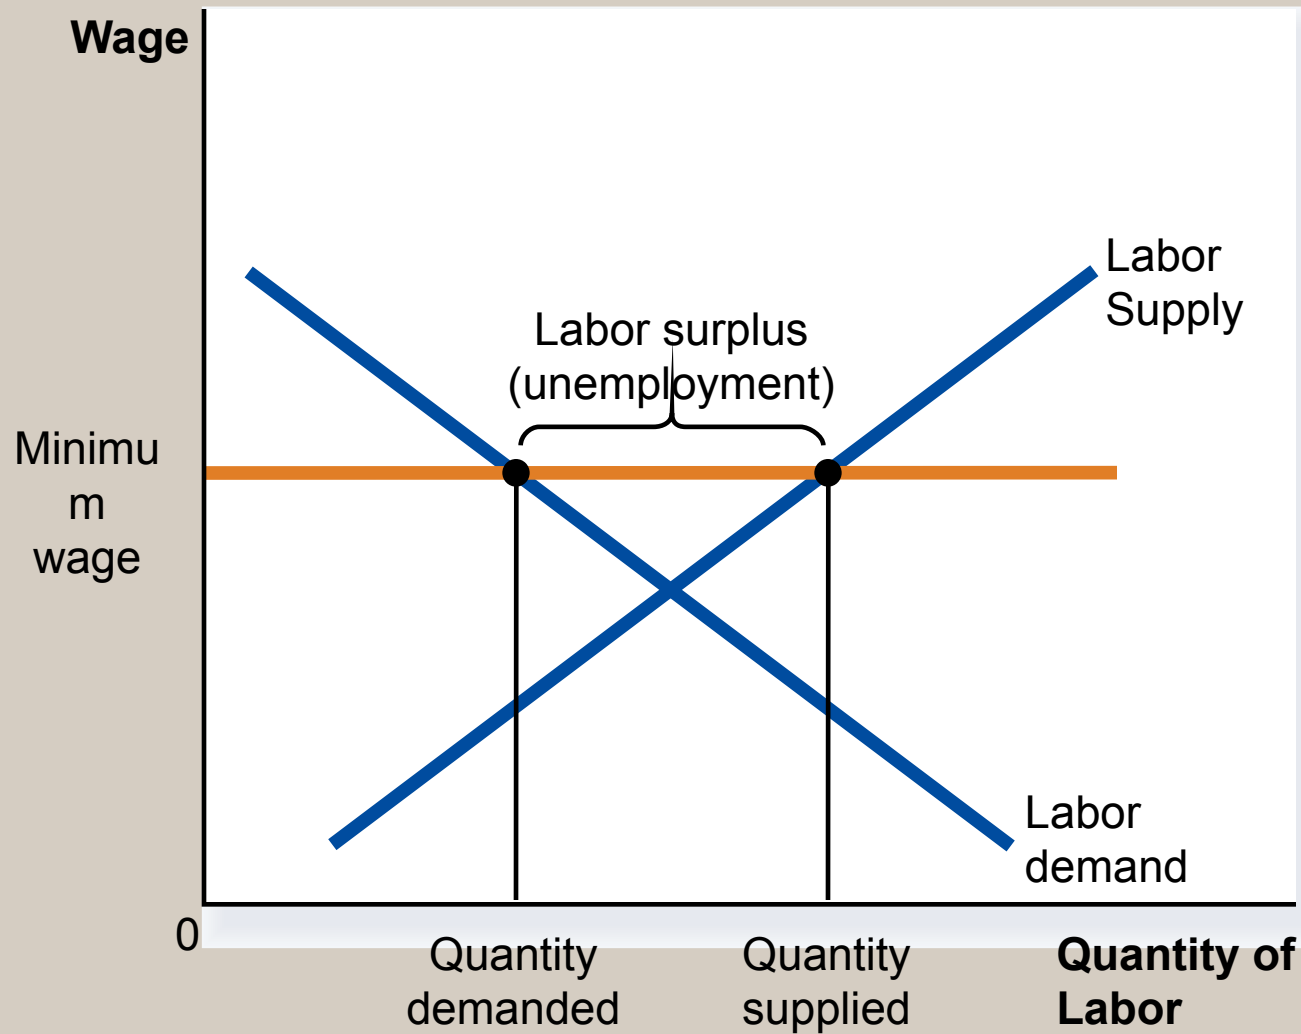 Wage
Labor
Supply
Labor surplus
(unemployment)
Minimu
m
wage
Labor
demand
0
Quantity
demanded
Quantity
supplied
Quantity of
Labor